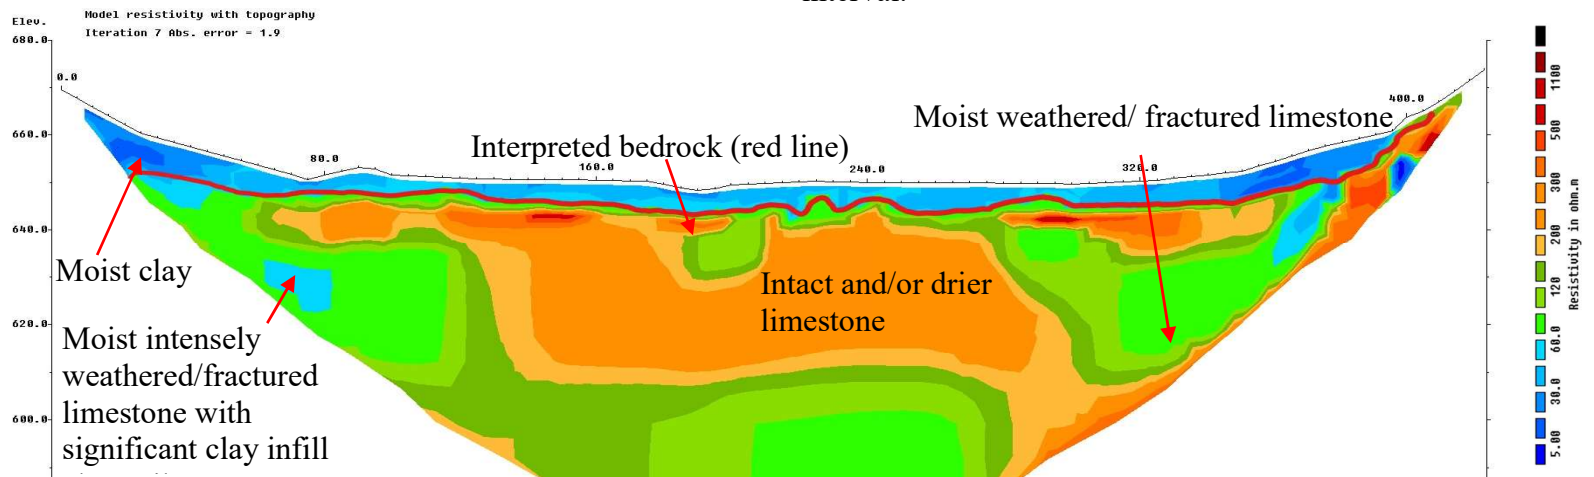 interval.
Model resistivity with topography
Elev.
Iteration 7 Abs. error = 1.9
680.0
0.0
660.0
640.0
620.0
600.0
80.0
160.0
240.0
320.0
400.0
Interpreted bedrock (red line)
Moist weathered/ fractured limestone
Moist clay
Intact and/or drier
limestone
Moist intensely
weathered/fractured
limestone with
significant clay infill
1100
500
300
200
120
60.0
30.0
5.00
Resistivity in ohm.m